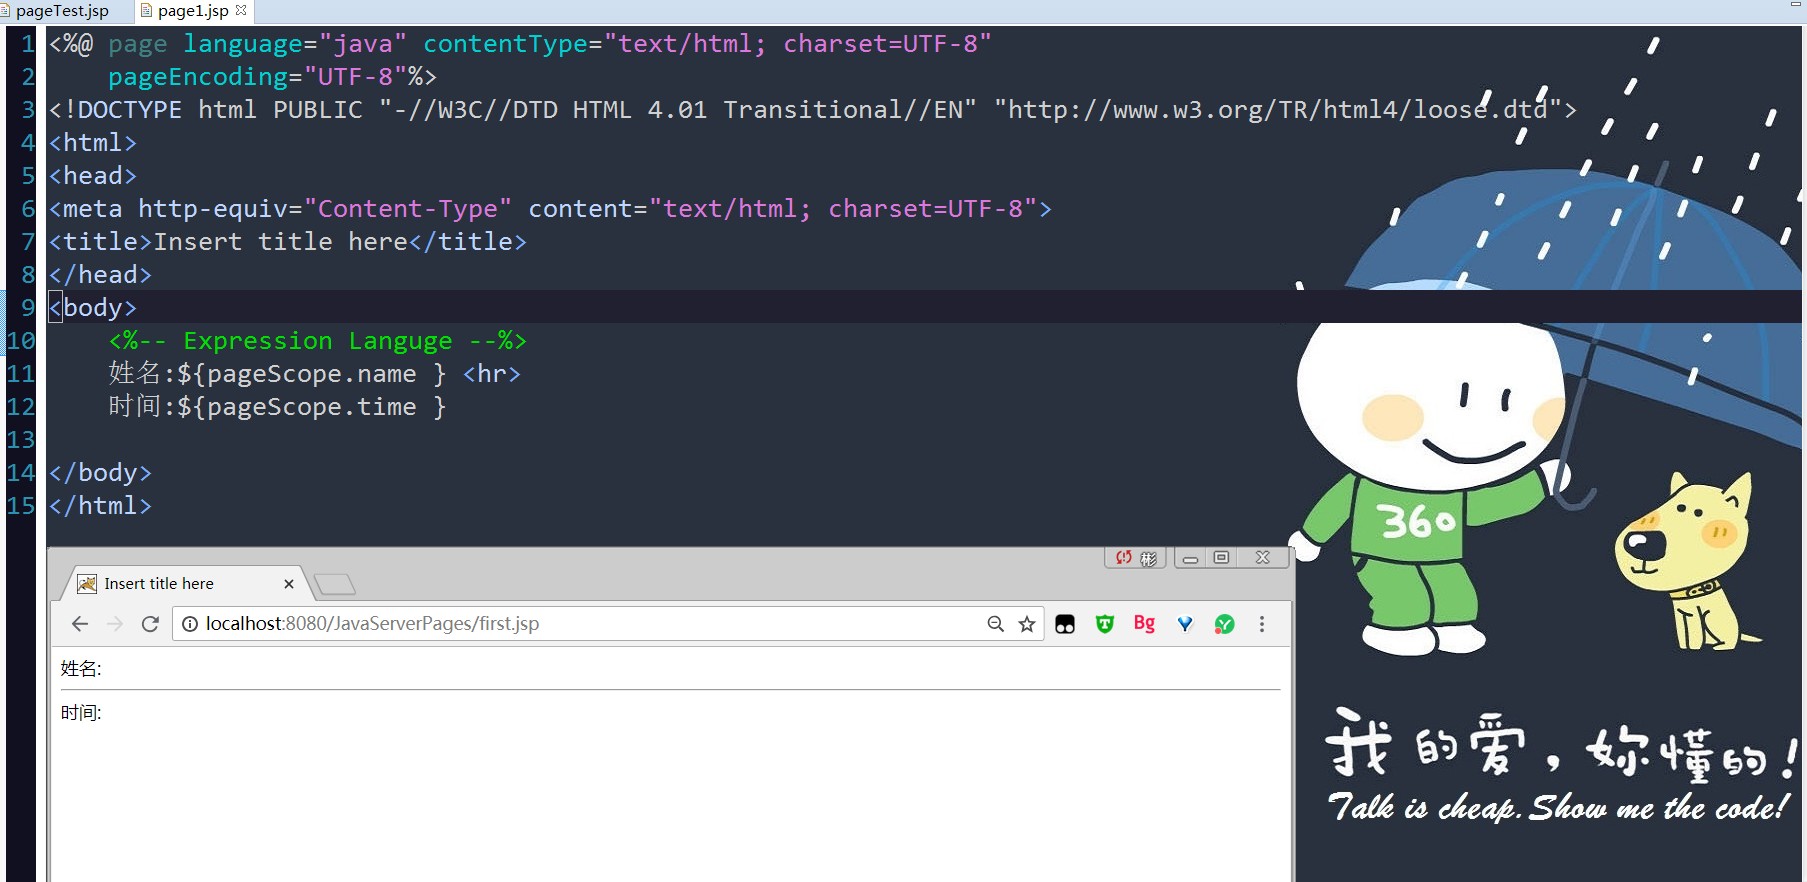 pageTest.jsp page1.jsp
1 <%@ page language="java" contentType="text/html; charset=UTF-8"
2 pageEncoding="UTF-8"%>
3 <!DOCTYPE html PUBLIC "-//W3C//DTD HTML 4.01 Transitional//EN" "http://www.w3.org/TR/html4/loose.dtd">
4 <html>
5 <head>
6 <meta http-equiv="Content-Type" content="text/html; charset=UTF-8">
7 <title>Insert title here</title>
8 </head>
9 <body>
10 <%-- Expression Languge --%>
11 姓名:${pageScope.name } <hr>
12 时间:${pageScope.time }
13
14 </body>
15 </html>
360
彬
Insert title here
localhost:8080/JavaServerPages/first.jsp
Bg
姓名:
时间:
我的爱，妳懂的!
Talk is cheap. Show me the code!